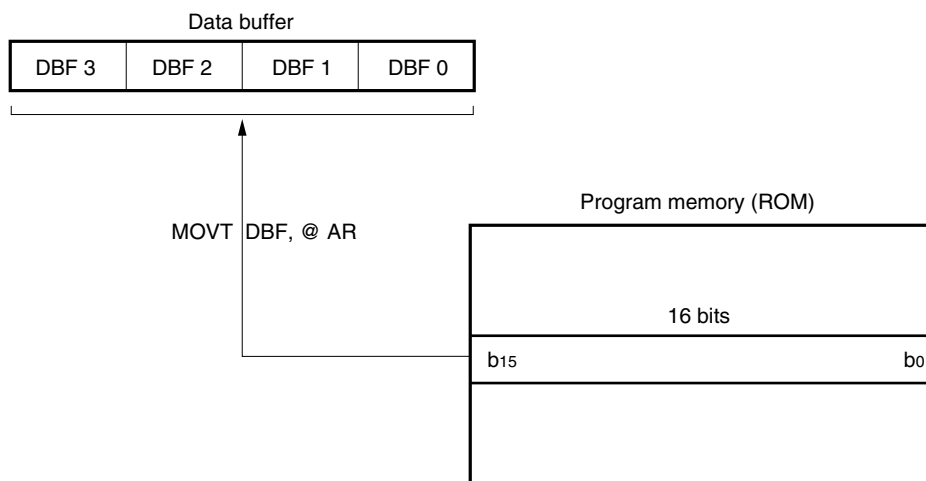 Data buffer
DBF 3 DBF 2 DBF 1 DBF 0
Program memory (ROM)
MOVT DBF, @ AR
16 bits
b15 b0